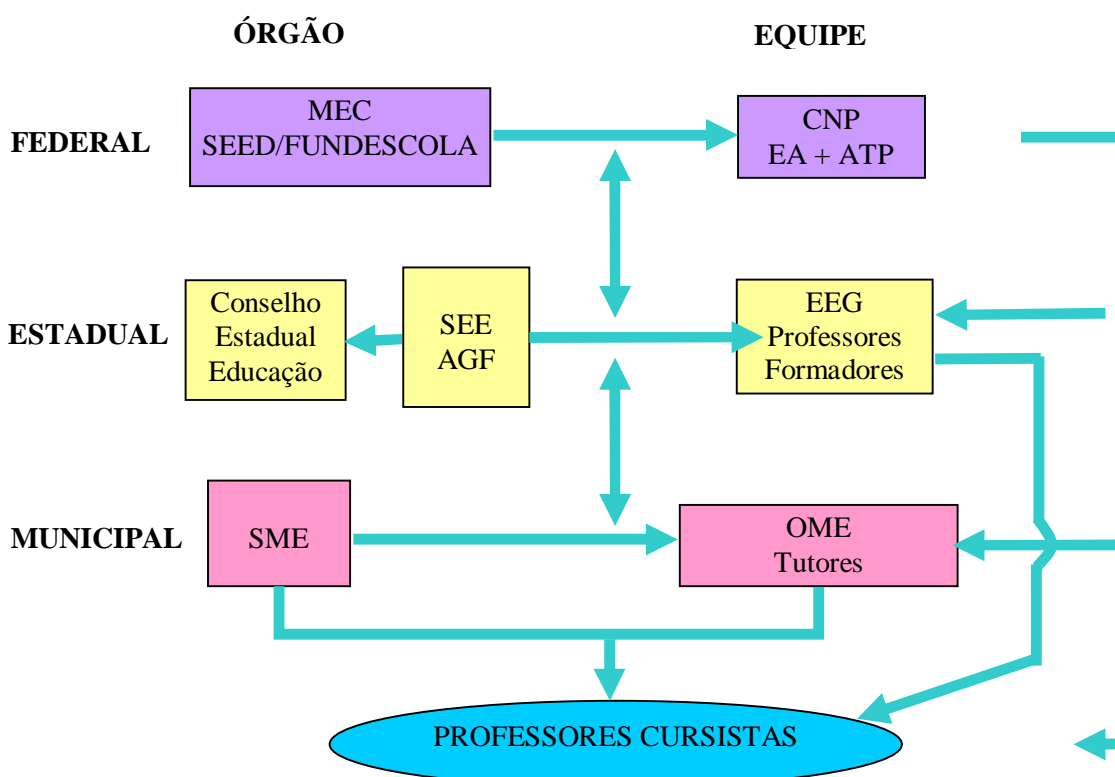 ÓRGÃO
EQUIPE
FEDERAL
MEC
SEED/FUNDESCOLA
CNP
EA + ATP
ESTADUAL
Conselho
Estadual
Educação
SEE
AGF
EEG
Professores
Formadores
MUNICIPAL
SME
OME
Tutores
PROFESSORES CURSISTAS